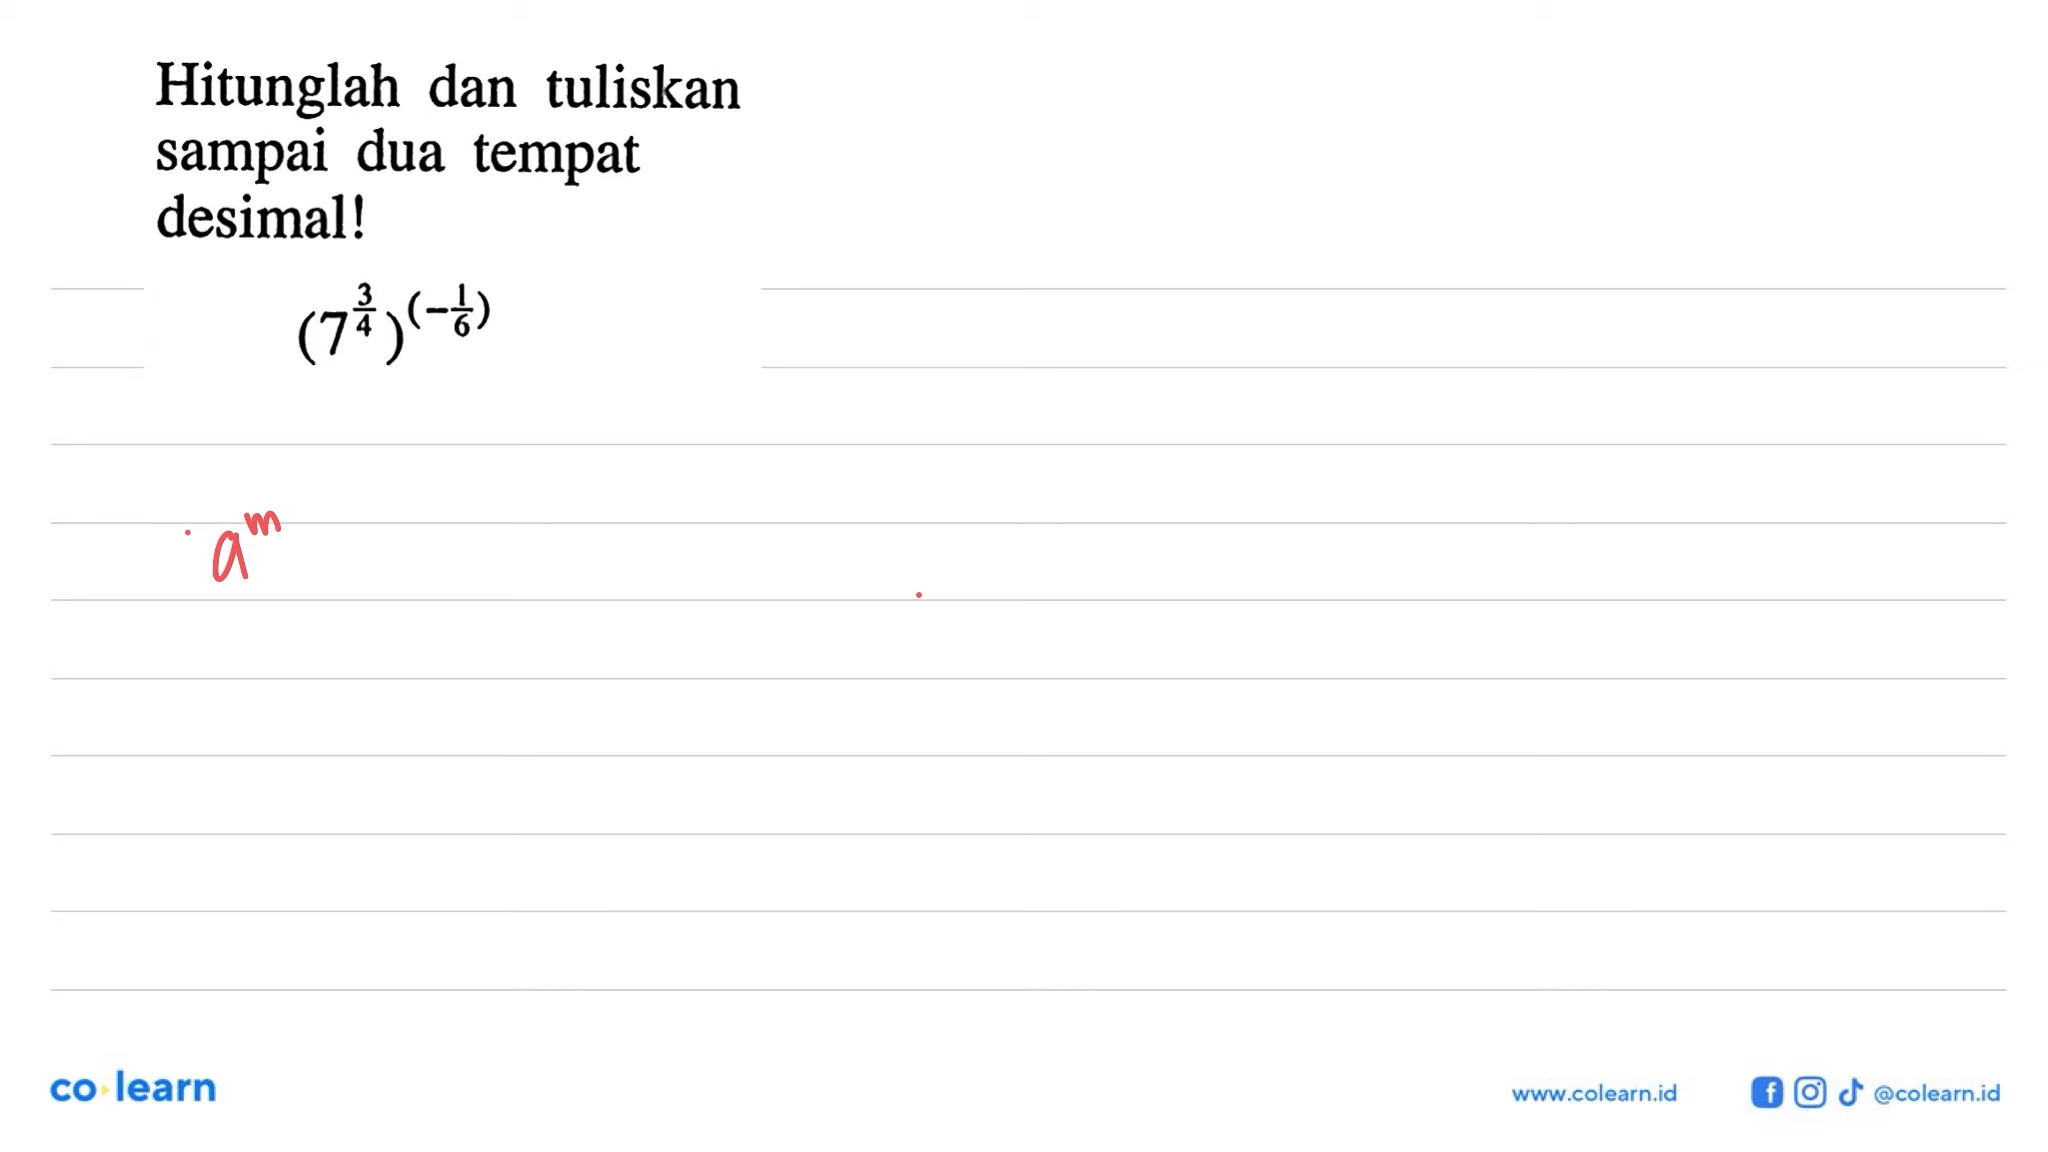 Hitunglah dan tuliskan
sampai dua tempat
desimal!
(7^{3/4})^{(-1/6)}
a^m
co learn
www.colearn.id @colearn.id